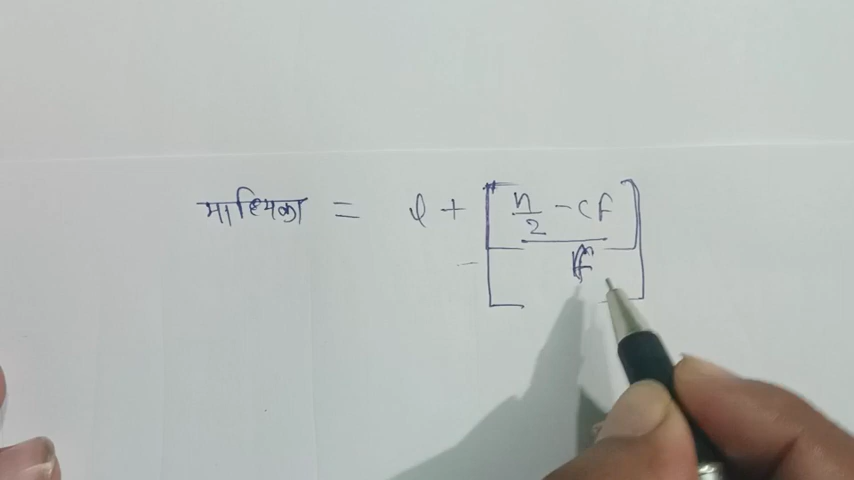 माध्यिका = l + [ n/2 - cf
f ]